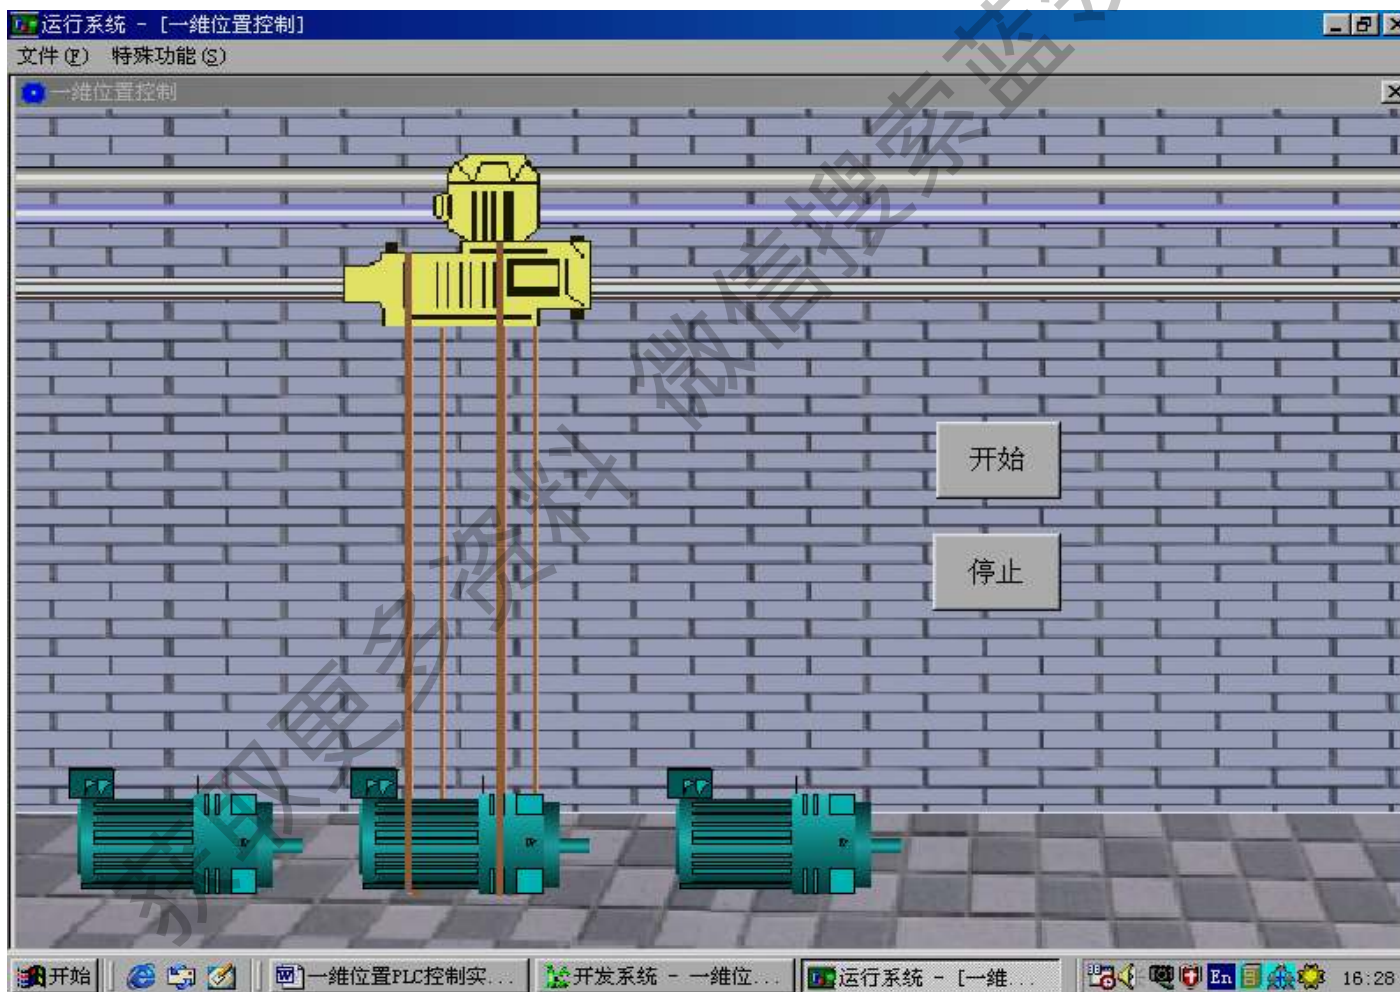 运行系统 - [一维位置控制]
文件(F) 特殊功能(S)
一维位置控制
开始
停止
获取更多资料 微信搜索蓝
开始
一维位置PLC控制实...
开发系统 - 一维位...
运行系统 - [一维...
En
16:28